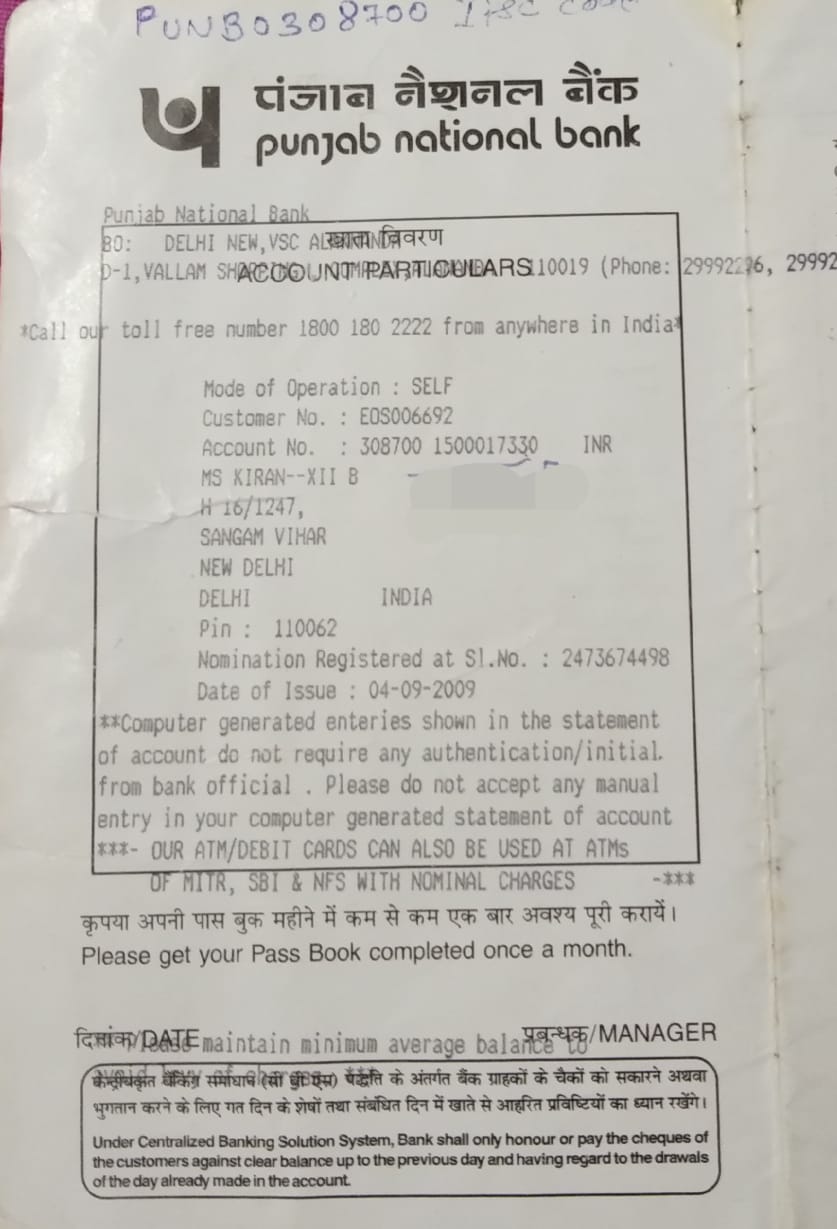 PUNB0308700 IFSC Code
पंजाब नैशनल बैंक
punjab national bank
Punjab National Bank
BO: DELHI NEW,VSC
खाता विवरण
D-1,VALLAM 110019 (Phone: 29992226, 29992
ACCOUNT PARTICULARS
*Call our toll free number 1800 180 2222 from anywhere in India*
Mode of Operation : SELF
Customer No. : EOS006692
Account No. : 308700 1500017330 INR
MS KIRAN--XII B
H 16/1247,
SANGAM VIHAR
NEW DELHI
DELHI INDIA
Pin : 110062
Nomination Registered at Sl.No. : 2473674498
Date of Issue : 04-09-2009
**Computer generated enteries shown in the statement
of account do not require any authentication/initial.
from bank official . Please do not accept any manual
entry in your computer generated statement of account
***- OUR ATM/DEBIT CARDS CAN ALSO BE USED AT ATMs
OF MITR, SBI & NFS WITH NOMINAL CHARGES -***
कृपया अपनी पास बुक महीने में कम से कम एक बार अवश्य पूरी करायें।
Please get your Pass Book completed once a month.
दिनांक/DATE प्रबन्धक/MANAGER
maintain minimum average balance to
केन्द्रीयकृत बैंकिंग समाधान (सी बी एस) पद्धति के अंतर्गत बैंक ग्राहकों के चैकों को सकारने अथवा
भुगतान करने के लिए गत दिन के शेषों तथा संबंधित दिन में खाते से आहरित प्रविष्टियों का ध्यान रखेंगे।
Under Centralized Banking Solution System, Bank shall only honour or pay the cheques of
the customers against clear balance up to the previous day and having regard to the drawals
of the day already made in the account.